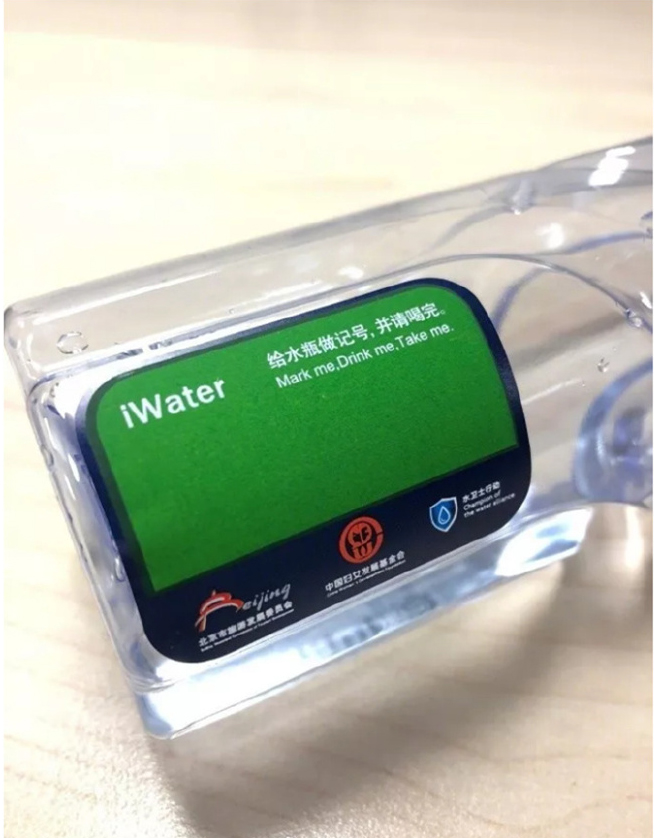 iWater
给水瓶做记号,并请喝完。
Mark me,Drink me,Take me.
Beijing
北京市旅游发展委员会
中国妇女发展基金会
水卫士行动
Champion of
the water alliance